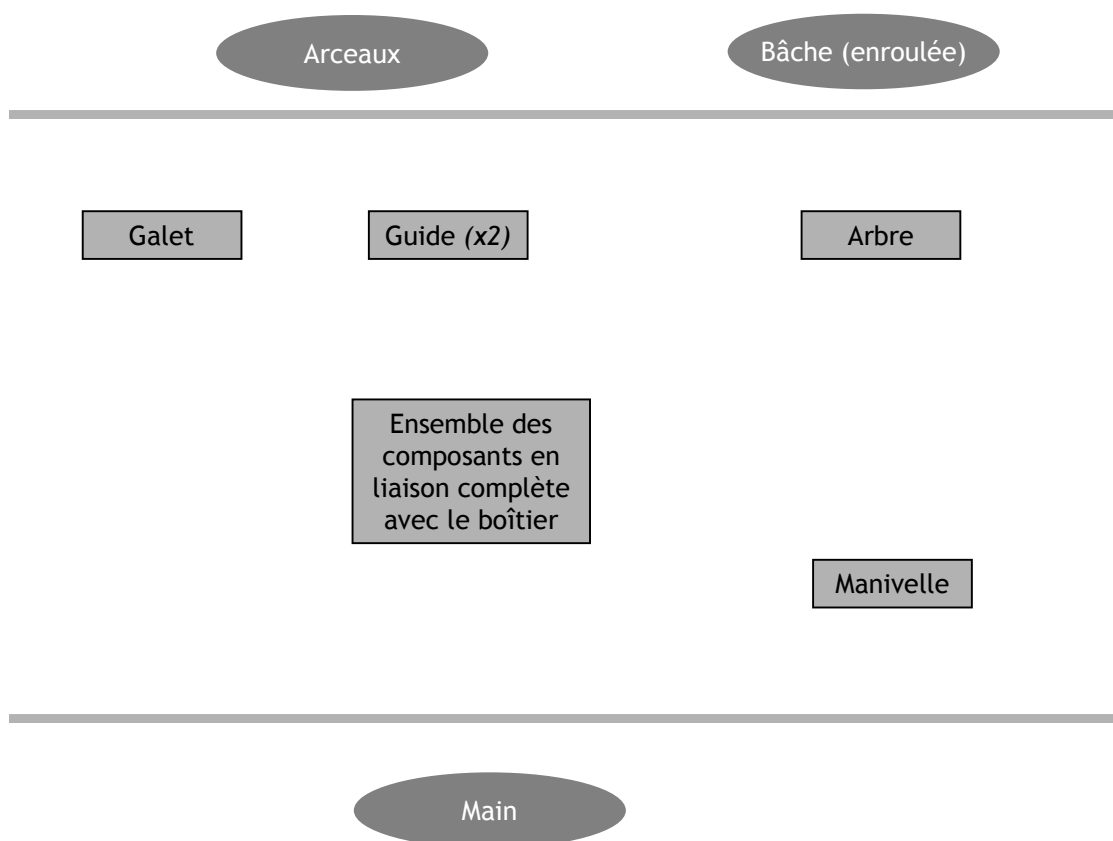 Arceaux
Bâche (enroulée)
Galet
Guide (x2)
Arbre
Ensemble des
composants en
liaison complète
avec le boîtier
Manivelle
Main